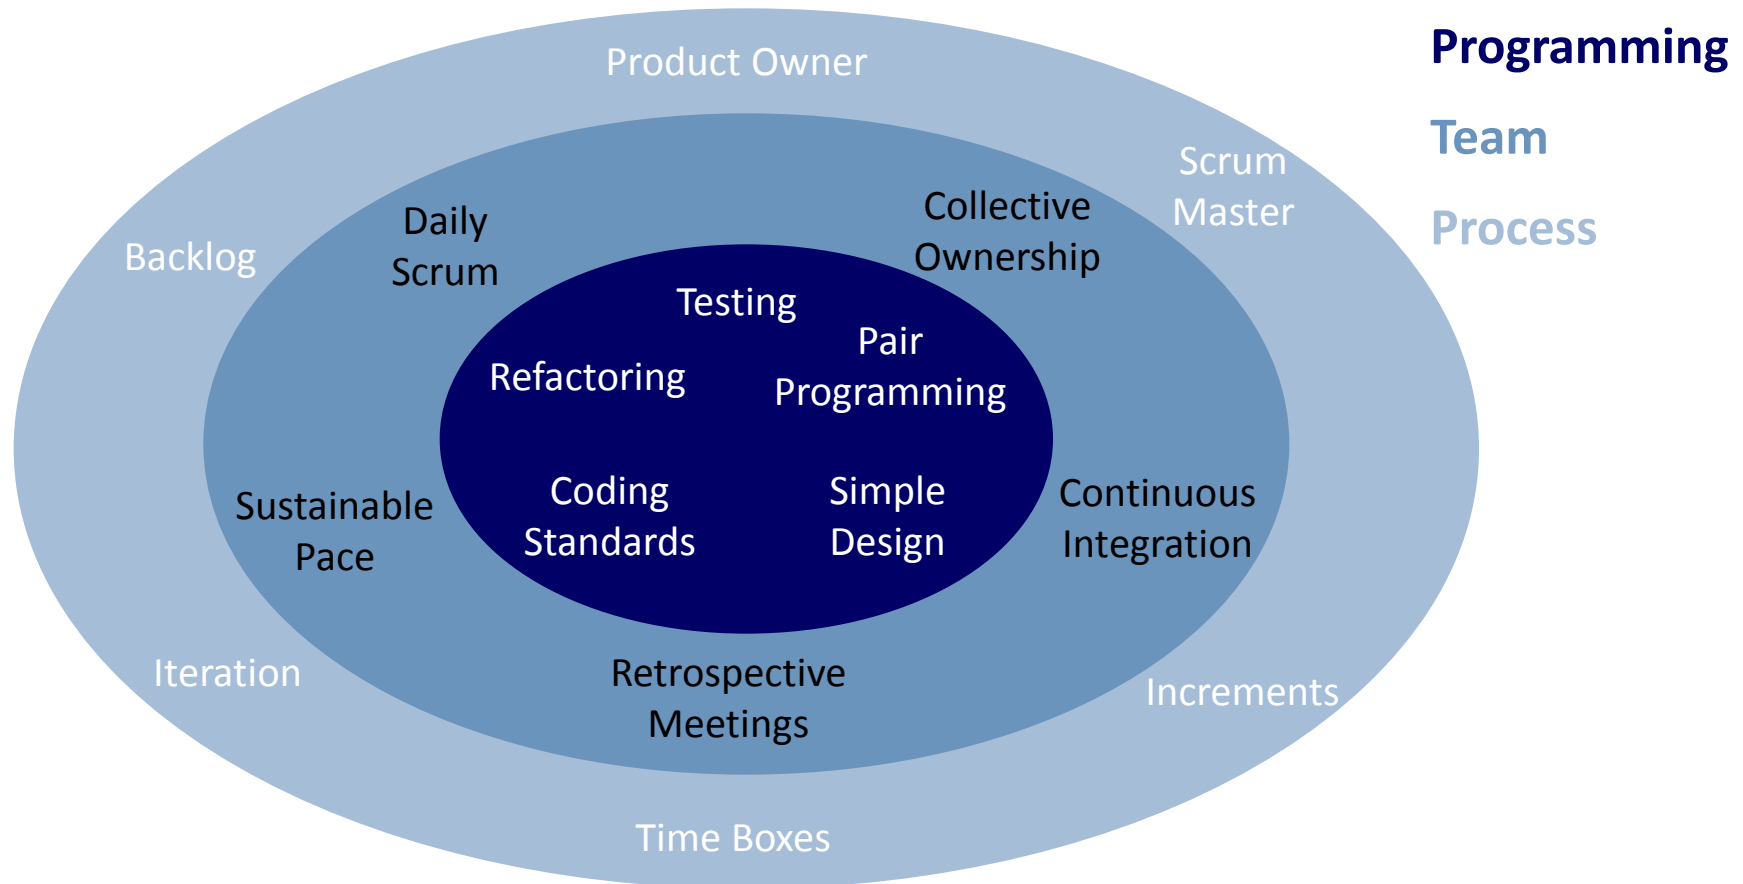 Product Owner
Programming
Team
Process
Scrum
Master
Collective
Ownership
Daily
Scrum
Backlog
Testing
Pair
Programming
Refactoring
Coding
Standards
Simple
Design
Continuous
Integration
Sustainable
Pace
Retrospective
Meetings
Iteration
Increments
Time Boxes